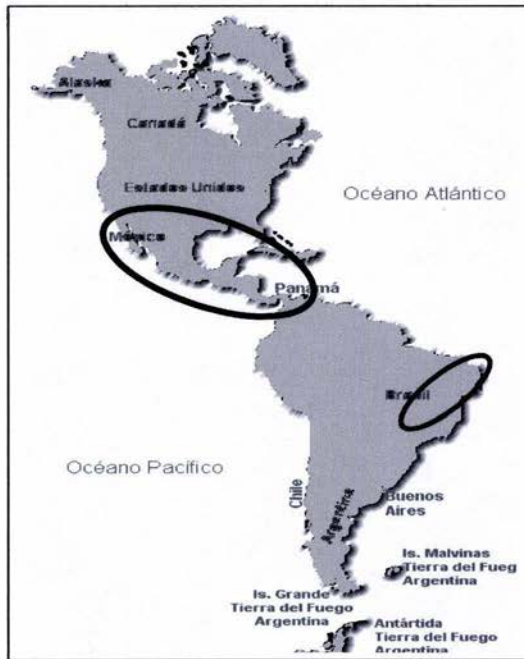 Alaska
Canadá
Estados Unidos
Océano Atlántico
México
Panamá
Brasil
Océano Pacífico
Chile
Argentina
Buenos
Aires
Is. Malvinas
Tierra del Fueg
Argentina
Is. Grande
Tierra del Fuego
Argentina
Antártida
Tierra del Fuego
Argentina